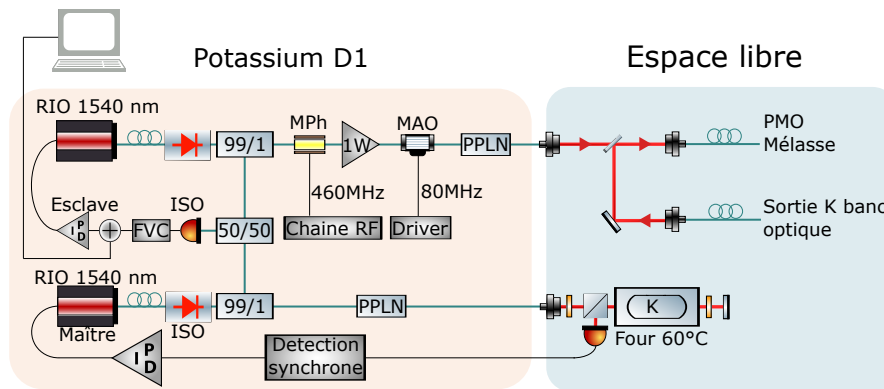 Potassium D1
Espace libre
RIO 1540 nm
99/1
MPh
1W
MAO
PPLN
PMO
Mélasse
460MHz
80MHz
Esclave
ISO
P
I
D
FVC
50/50
Chaine RF
Driver
Sortie K banc
optique
RIO 1540 nm
Maître
ISO
99/1
PPLN
K
Four 60°C
P
I
D
Detection
synchrone